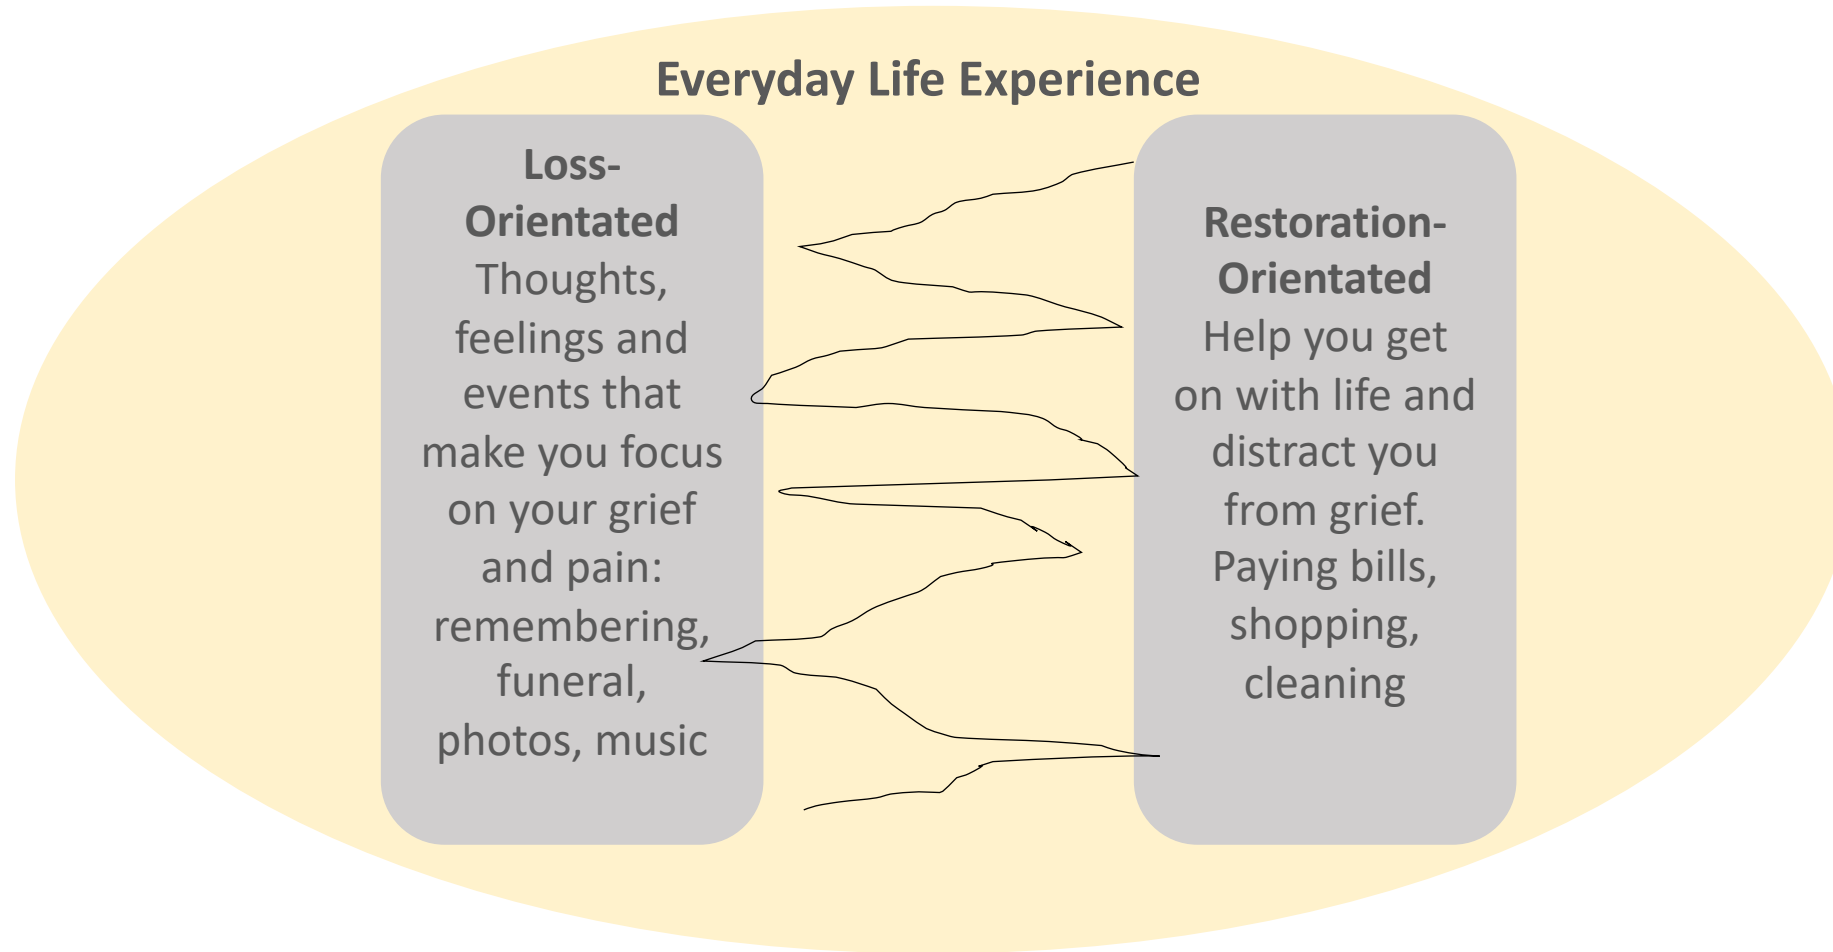 Everyday Life Experience
Loss-
Orientated
Thoughts,
feelings and
events that
make you focus
on your grief
and pain:
remembering,
funeral,
photos, music
Restoration-
Orientated
Help you get
on with life and
distract you
from grief.
Paying bills,
shopping,
cleaning